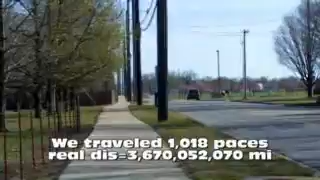 We traveled 1,018 paces
real dis=3,670,052,070 mi